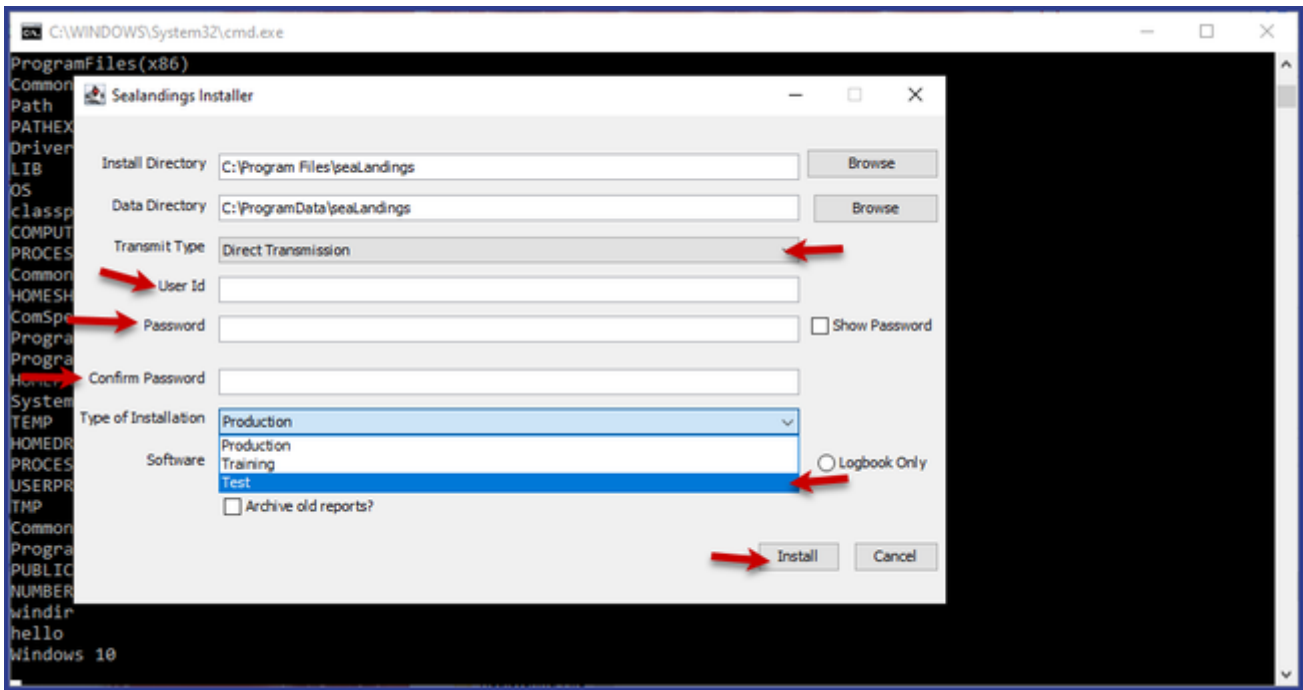 C:\WINDOWS\System32\cmd.exe
ProgramFiles(x86)
Common
Path
PATHEX
Driver
LIB
OS
classp
COMPUT
PROCES
Common
HOMESH
ComSpe
Progra
Progra
System
TEMP
HOMEDR
PROCES
USERPR
TMP
Common
Progra
PUBLIC
NUMBER
windir
hello
Windows 10
Sealandings Installer
Install Directory C:\Program Files\seaLandings Browse
Data Directory C:\ProgramData\seaLandings Browse
Transmit Type Direct Transmission
User Id
Password Show Password
Confirm Password
Type of Installation Production
Production
Software Training Logbook Only
Test
Archive old reports?
Install Cancel